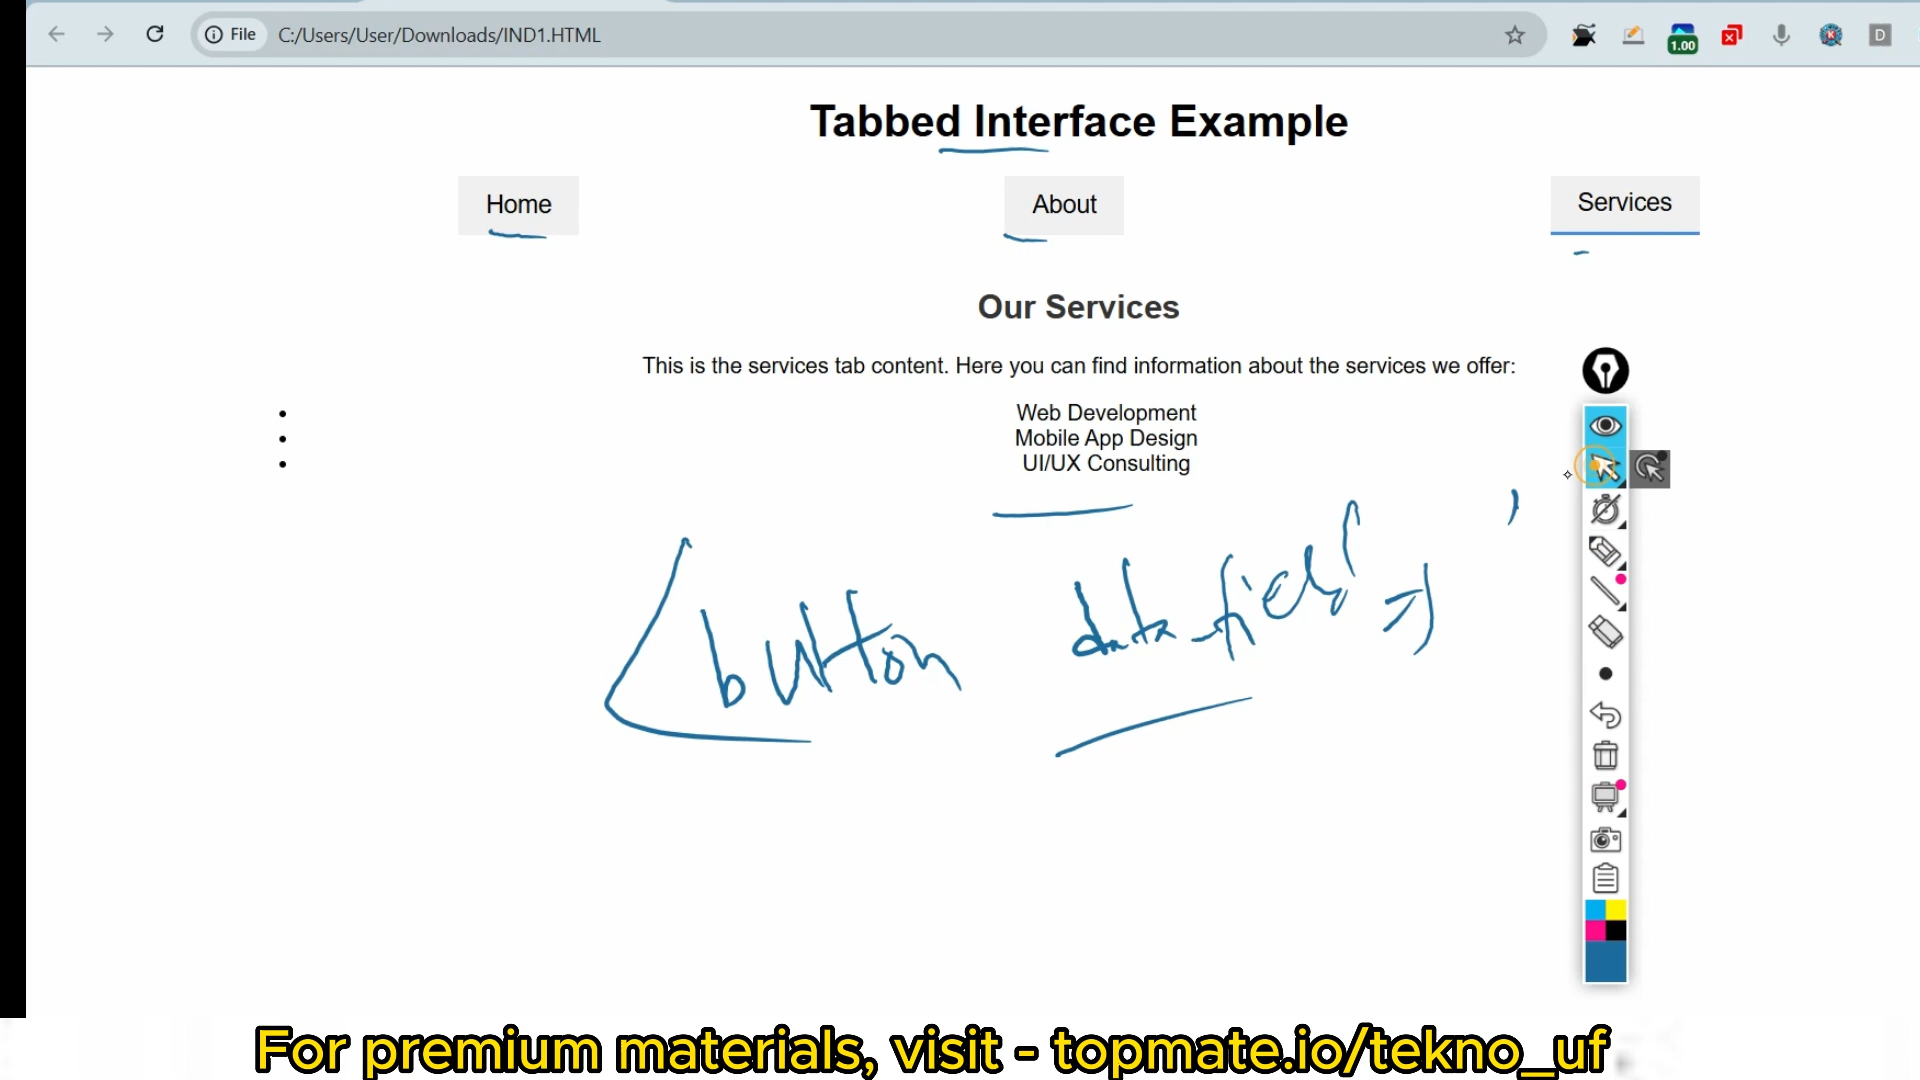 File C:/Users/User/Downloads/IND1.HTML
1.00
D
Tabbed Interface Example
Home About Services
Our Services
This is the services tab content. Here you can find information about the services we offer:
• Web Development
• Mobile App Design
• UI/UX Consulting
button
For premium materials, visit - topmate.io/tekno_uf